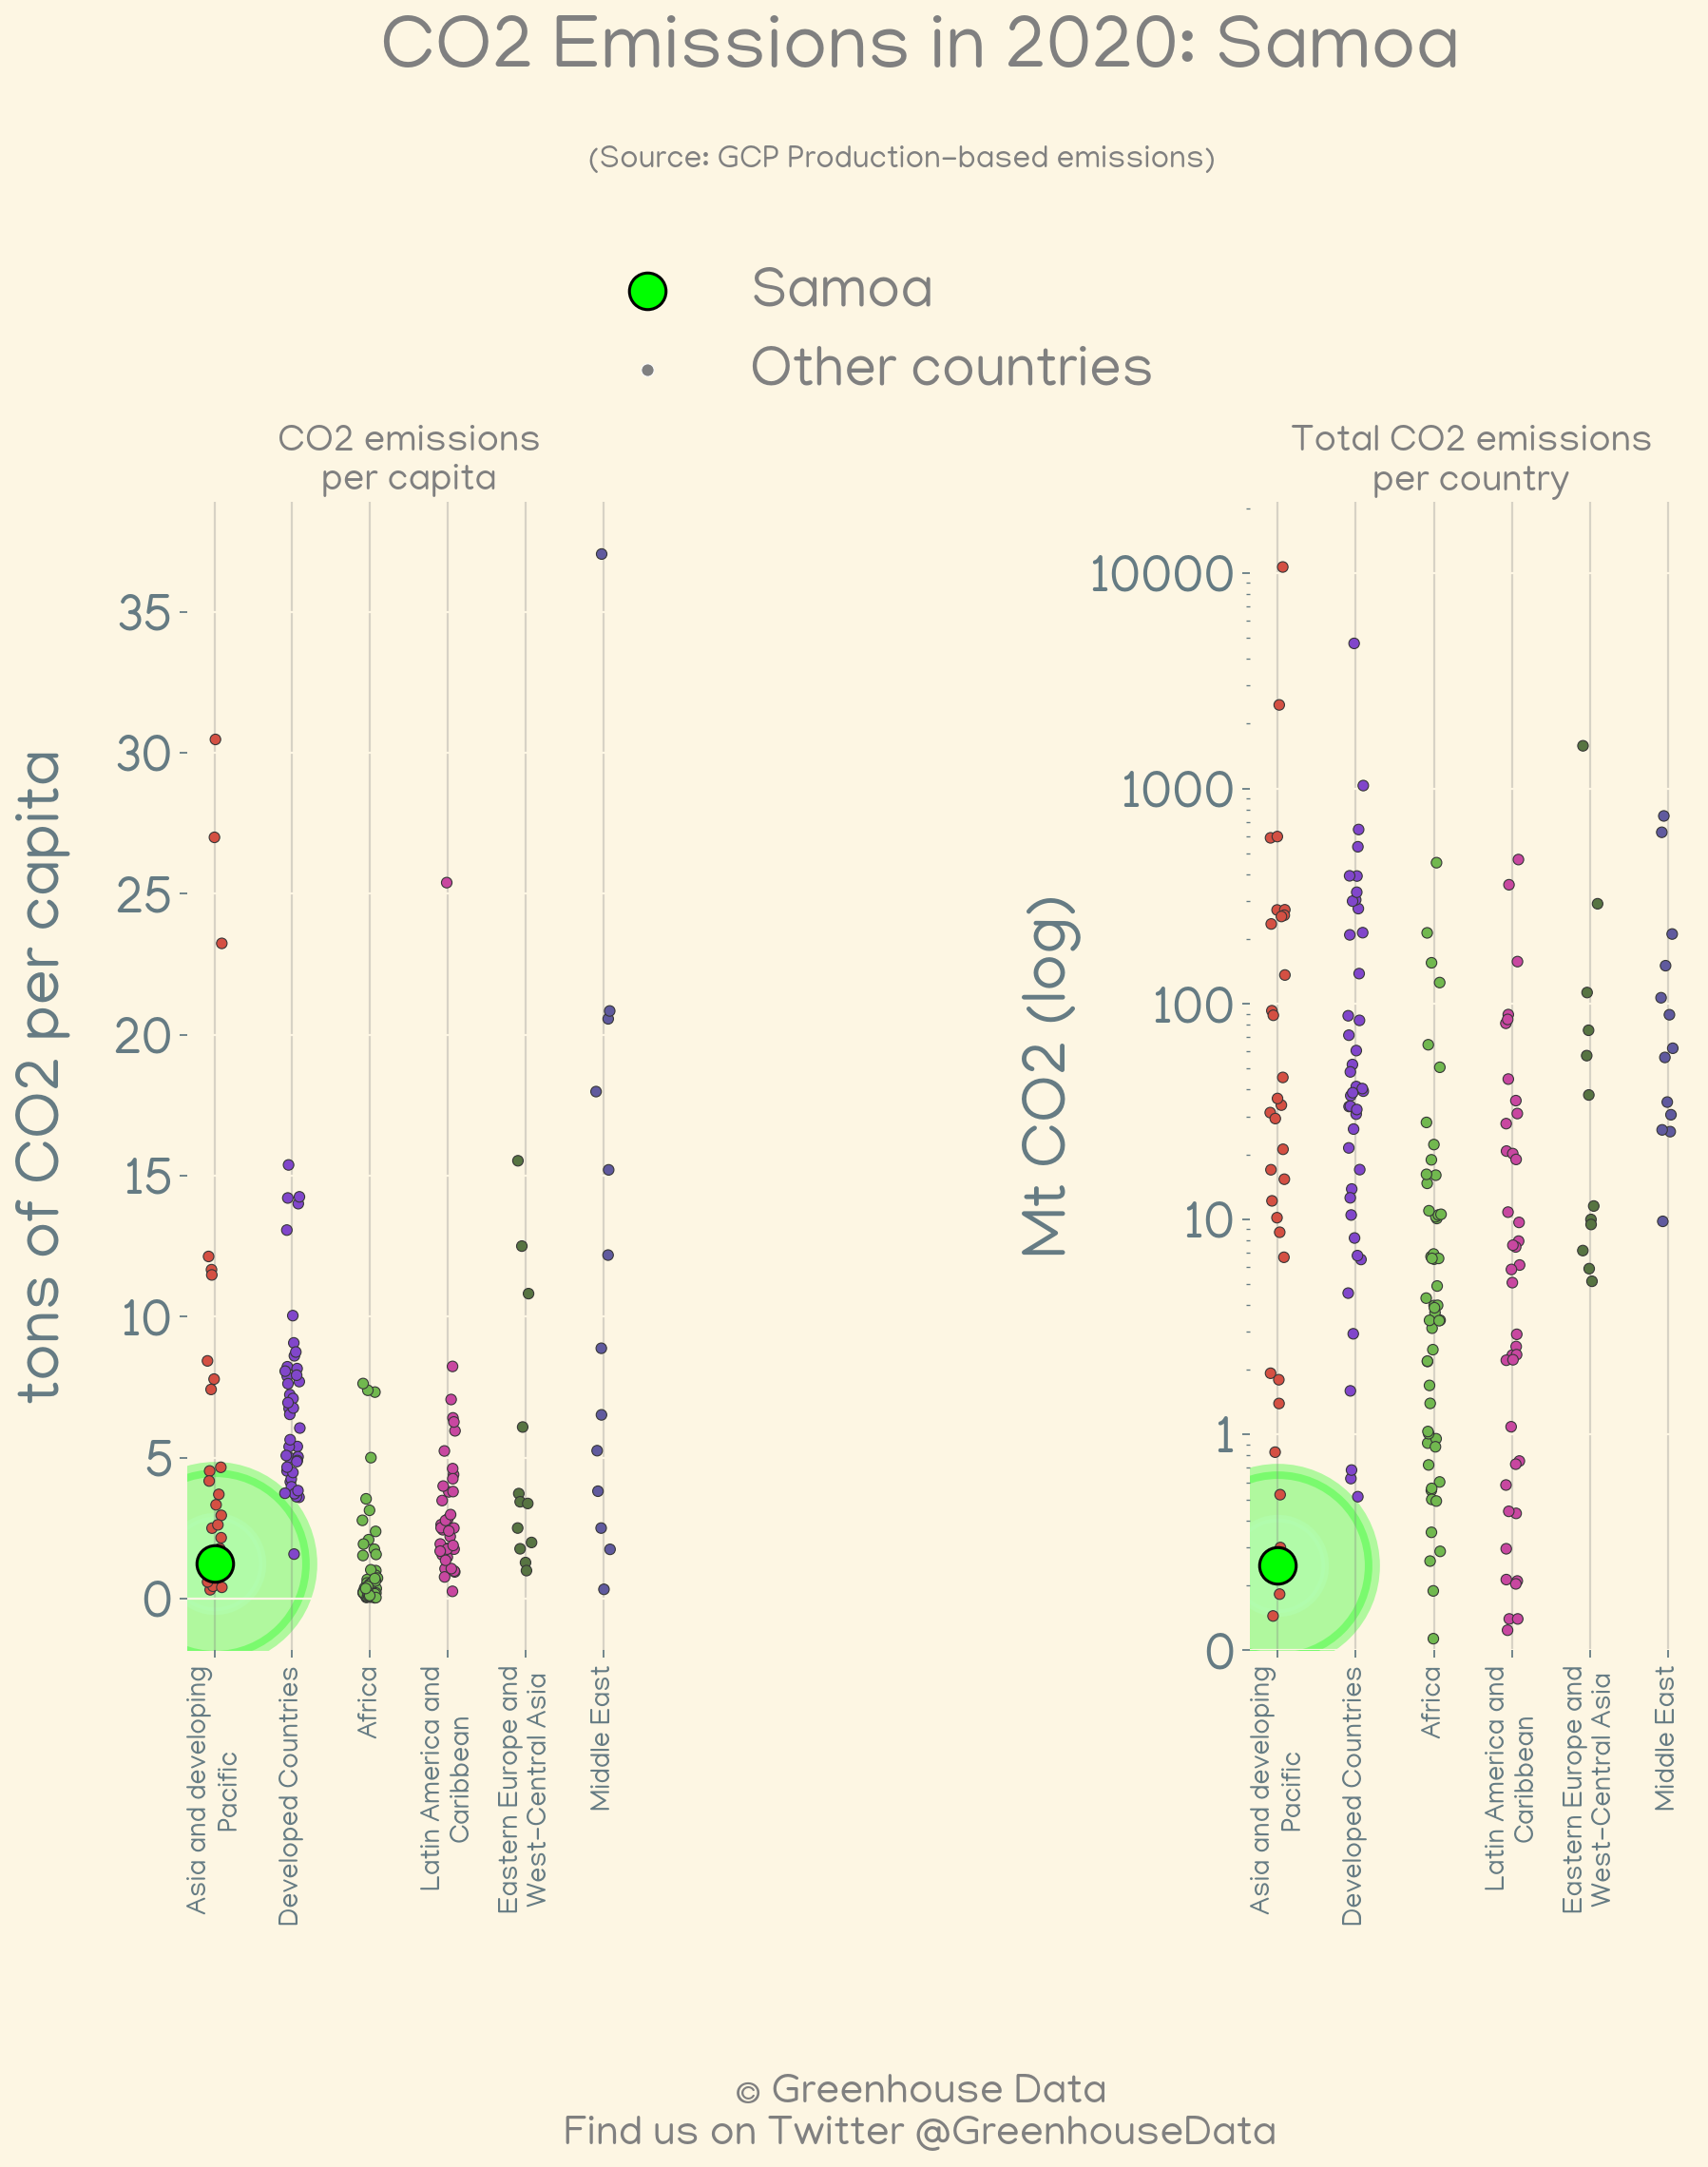 CO2 Emissions in 2020: Samoa
(Source: GCP Production-based emissions)
Samoa
Other countries
CO2 emissions
per capita
tons of CO2 per capita
35
30
25
20
15
10
5
0
Asia and developing
Pacific
Developed Countries
Africa
Latin America and
Caribbean
Eastern Europe and
West-Central Asia
Middle East
Total CO2 emissions
per country
Mt CO2 (log)
10000
1000
100
10
1
0
Asia and developing
Pacific
Developed Countries
Africa
Latin America and
Caribbean
Eastern Europe and
West-Central Asia
Middle East
© Greenhouse Data
Find us on Twitter @GreenhouseData